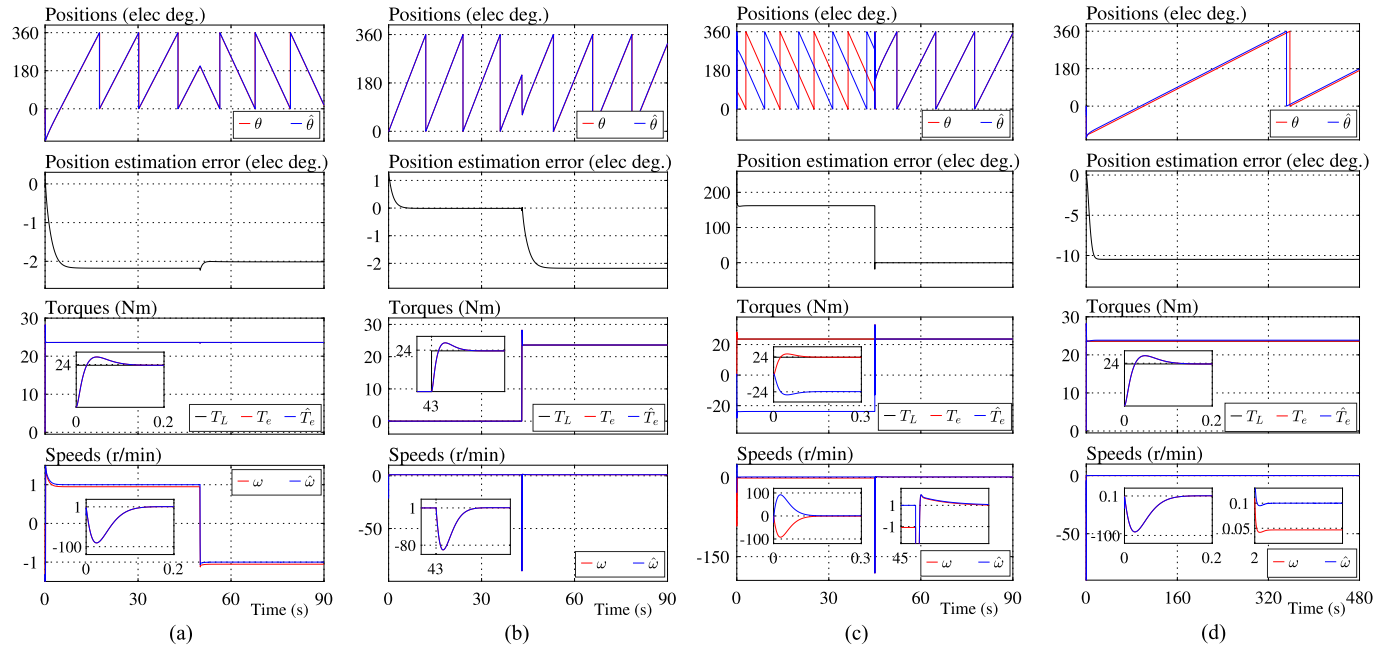 Positions (elec deg.)
360
180
0
θ θ̂
Position estimation error (elec deg.)
0
-1
-2
Torques (Nm)
30
20
10
0
24
0 0.2
T_L T_e T̂_e
Speeds (r/min)
1
0
-1
ω ω̂
1
-100
0 0.2
0 30 60 90
Time (s)
(a)
Positions (elec deg.)
360
180
0
θ θ̂
Position estimation error (elec deg.)
1
0
-1
-2
Torques (Nm)
30
20
10
0
24
43
T_L T_e T̂_e
Speeds (r/min)
0
-50
1
-80
43
ω ω̂
0 30 60 90
Time (s)
(b)
Positions (elec deg.)
360
180
0
θ θ̂
Position estimation error (elec deg.)
200
100
0
Torques (Nm)
20
0
-20
24
-24
0 0.3
T_L T_e T̂_e
Speeds (r/min)
0
-50
-150
100
0
-100
0 0.3
1
-1
45
ω ω̂
0 30 60 90
Time (s)
(c)
Positions (elec deg.)
360
180
0
θ θ̂
Position estimation error (elec deg.)
0
-5
-10
Torques (Nm)
30
20
10
0
24
0 0.2
T_L T_e T̂_e
Speeds (r/min)
0
-50
0.1
-100
0 0.2
0.1
0.05
2
ω ω̂
0 160 320 480
Time (s)
(d)